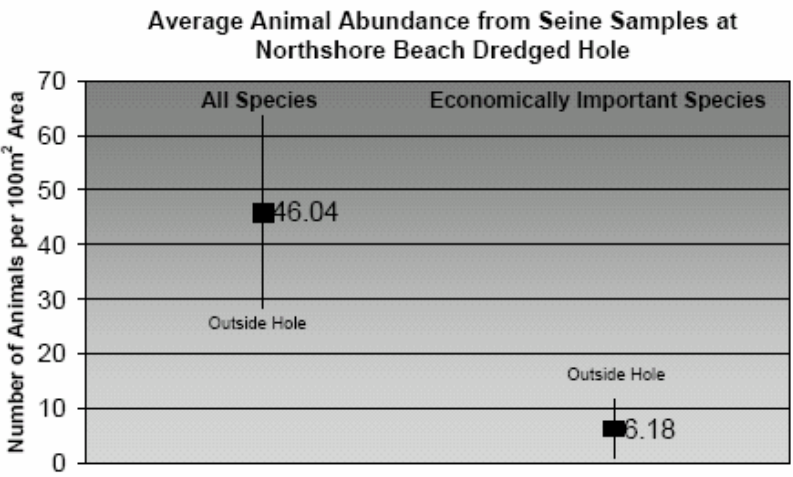 Average Animal Abundance from Seine Samples at
Northshore Beach Dredged Hole
Number of Animals per 100m² Area
70
60
50
40
30
20
10
0
All Species
Economically Important Species
46.04
Outside Hole
Outside Hole
6.18